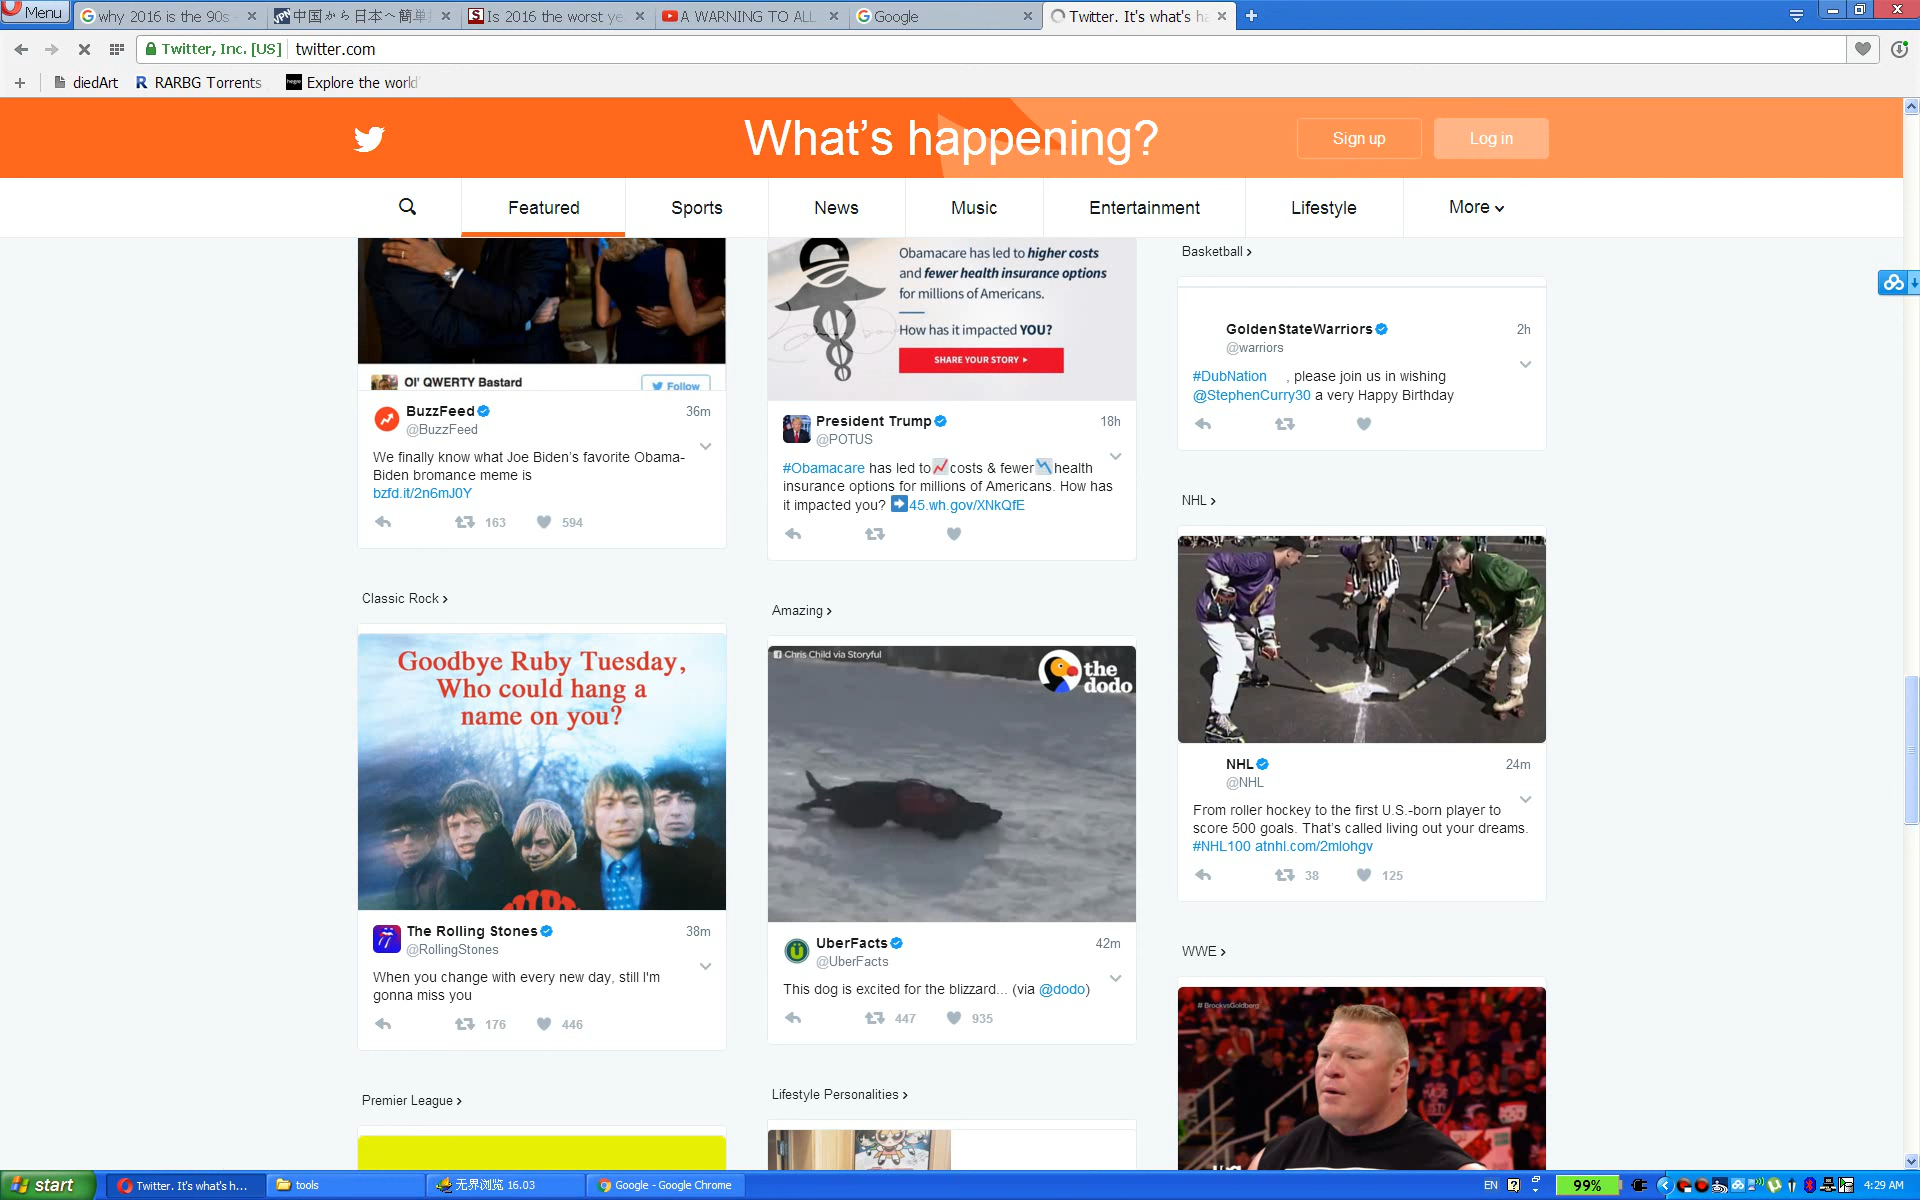 Menu
why 2016 is the 90s
中国から日本へ簡単
Is 2016 the worst ye
A WARNING TO ALL
Google
Twitter. It's what's ha
Twitter, Inc. [US]
twitter.com
diedArt
RARBG Torrents
Explore the world
What's happening?
Sign up
Log in
Featured
Sports
News
Music
Entertainment
Lifestyle
More
Ol' QWERTY Bastard
Follow
BuzzFeed
36m
@BuzzFeed
We finally know what Joe Biden's favorite Obama-
Biden bromance meme is
bzfd.it/2n6mJ0Y
163
594
Classic Rock
Goodbye Ruby Tuesday,
Who could hang a
name on you?
The Rolling Stones
38m
@RollingStones
When you change with every new day, still I'm
gonna miss you
176
446
Premier League
Obamacare has led to higher costs
and fewer health insurance options
for millions of Americans.
How has it impacted YOU?
SHARE YOUR STORY
President Trump
18h
@POTUS
#Obamacare has led to costs & fewer health
insurance options for millions of Americans. How has
it impacted you? 45.wh.gov/XNkQfE
Amazing
Chris Child via Storyful
the
dodo
UberFacts
42m
@UberFacts
This dog is excited for the blizzard... (via @dodo)
447
935
Lifestyle Personalities
Basketball
GoldenStateWarriors
2h
@warriors
#DubNation , please join us in wishing
@StephenCurry30 a very Happy Birthday
NHL
NHL
24m
@NHL
From roller hockey to the first U.S.-born player to
score 500 goals. That's called living out your dreams.
#NHL100 atnhl.com/2mlohgv
38
125
WWE
#BrockvsGoldberg
start
Twitter. It's what's h...
tools
无界浏览 16.03
Google - Google Chrome
EN
99%
4:29 AM